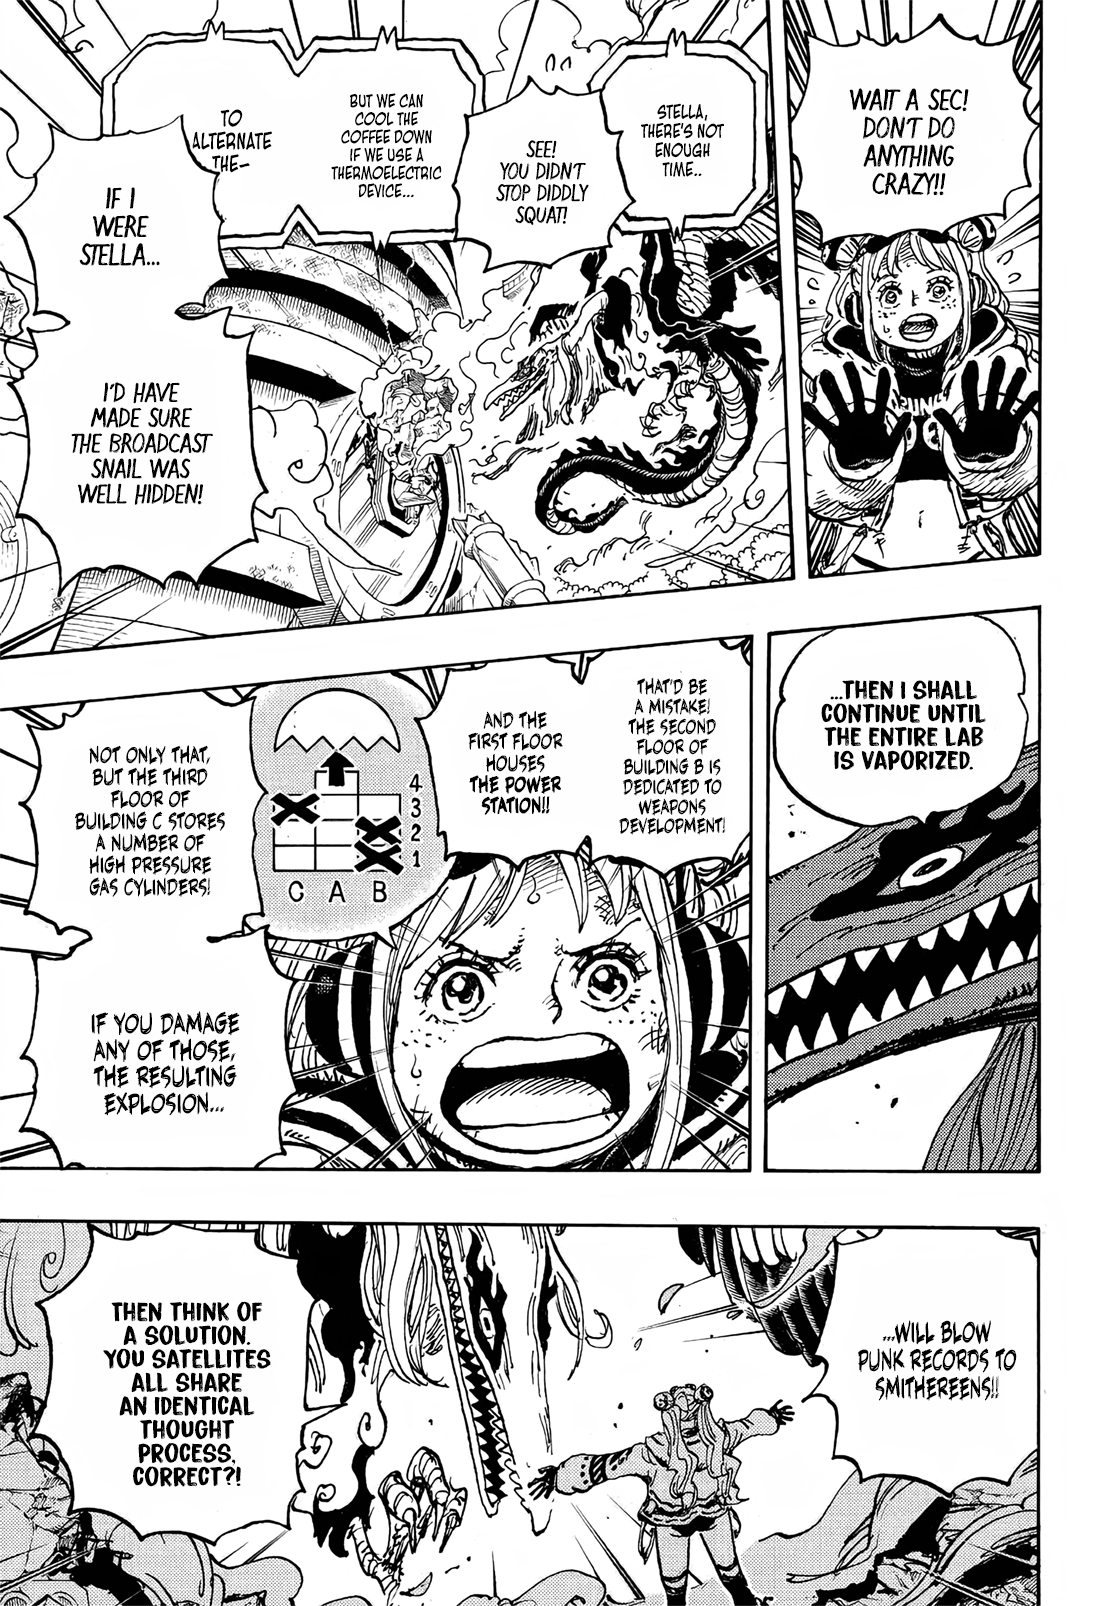 WAIT A SEC!
DON'T DO
ANYTHING
CRAZY!!
STELLA,
THERE'S NOT
ENOUGH
TIME..
SEE!
YOU DIDN'T
STOP DIDDLY
SQUAT!
BUT WE CAN
COOL THE
COFFEE DOWN
IF WE USE A
THERMOELECTRIC
DEVICE...
TO
ALTERNATE
THE-
IF I
WERE
STELLA...
I'D HAVE
MADE SURE
THE BROADCAST
SNAIL WAS
WELL HIDDEN!
...THEN I SHALL
CONTINUE UNTIL
THE ENTIRE LAB
IS VAPORIZED.
THAT'D BE
A MISTAKE!
THE SECOND
FLOOR OF
BUILDING B IS
DEDICATED TO
WEAPONS
DEVELOPMENT!
AND THE
FIRST FLOOR
HOUSES
THE POWER
STATION!!
4
3
2
1
C A B
NOT ONLY THAT,
BUT THE THIRD
FLOOR OF
BUILDING C STORES
A NUMBER OF
HIGH PRESSURE
GAS CYLINDERS!
IF YOU DAMAGE
ANY OF THOSE,
THE RESULTING
EXPLOSION...
...WILL BLOW
PUNK RECORDS TO
SMITHEREENS!!
THEN THINK OF
A SOLUTION.
YOU SATELLITES
ALL SHARE
AN IDENTICAL
THOUGHT
PROCESS,
CORRECT?!